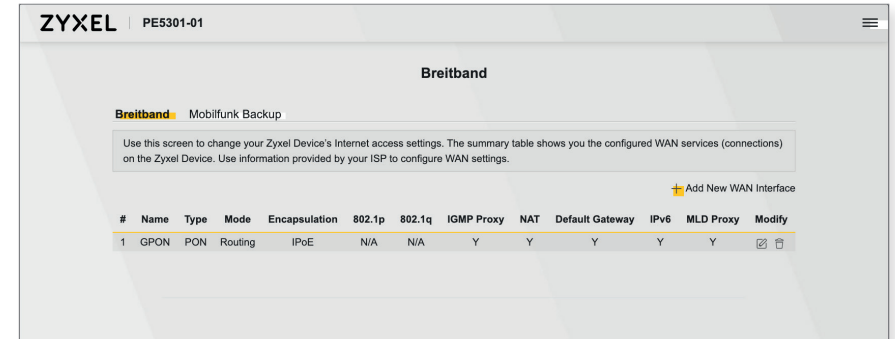 ZYXEL PE5301-01
Breitband
Breitband Mobilfunk Backup
Use this screen to change your Zyxel Device's Internet access settings. The summary table shows you the configured WAN services (connections)
on the Zyxel Device. Use information provided by your ISP to configure WAN settings.
Add New WAN Interface
# Name Type Mode Encapsulation 802.1p 802.1q IGMP Proxy NAT Default Gateway IPv6 MLD Proxy Modify
1 GPON PON Routing IPoE N/A N/A Y Y Y Y Y